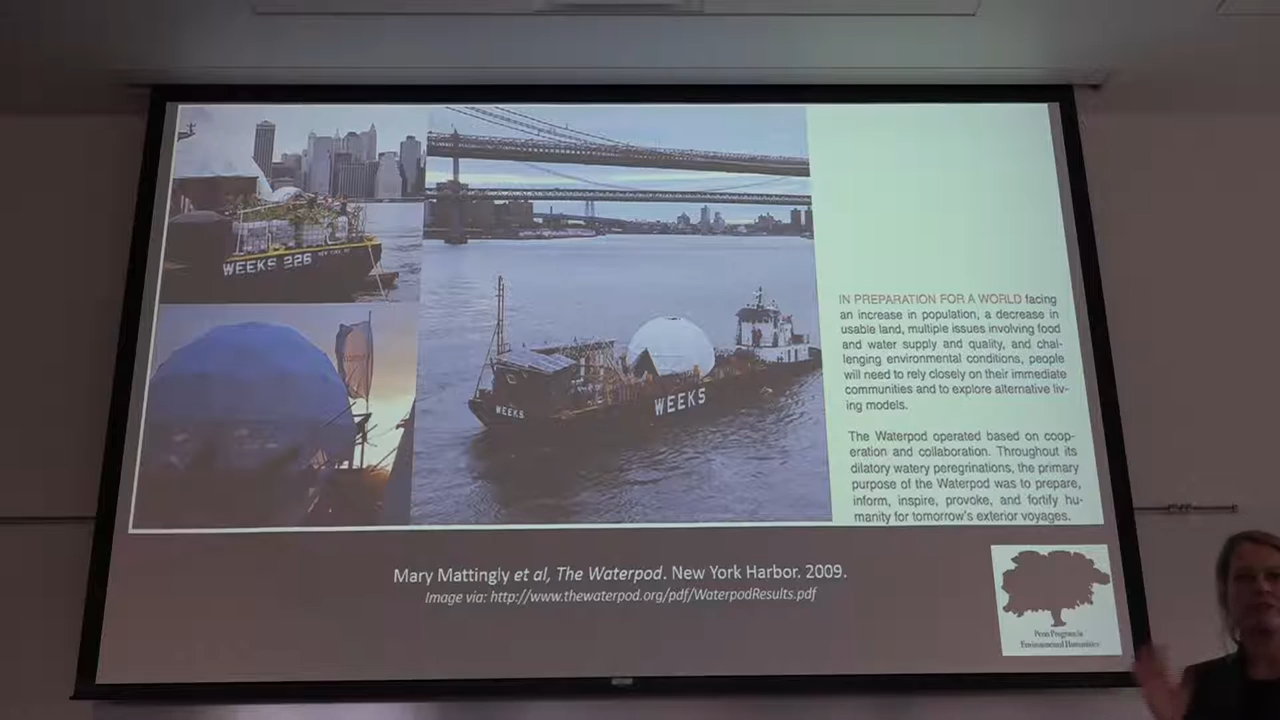 WEEKS 226
WEEKS
WEEKS
IN PREPARATION FOR A WORLD facing
an increase in population, a decrease in
usable land, multiple issues involving food
and water supply and quality, and chal-
lenging environmental conditions, people
will need to rely closely on their immediate
communities and to explore alternative liv-
ing models.
The Waterpod operated based on coop-
eration and collaboration. Throughout its
dilatory watery peregrinations, the primary
purpose of the Waterpod was to prepare,
inform, inspire, provoke, and fortify hu-
manity for tomorrow's exterior voyages.
Mary Mattingly et al, The Waterpod. New York Harbor. 2009.
Image via: http://www.thewaterpod.org/pdf/WaterpodResults.pdf
Penn Program in
Environmental Humanities